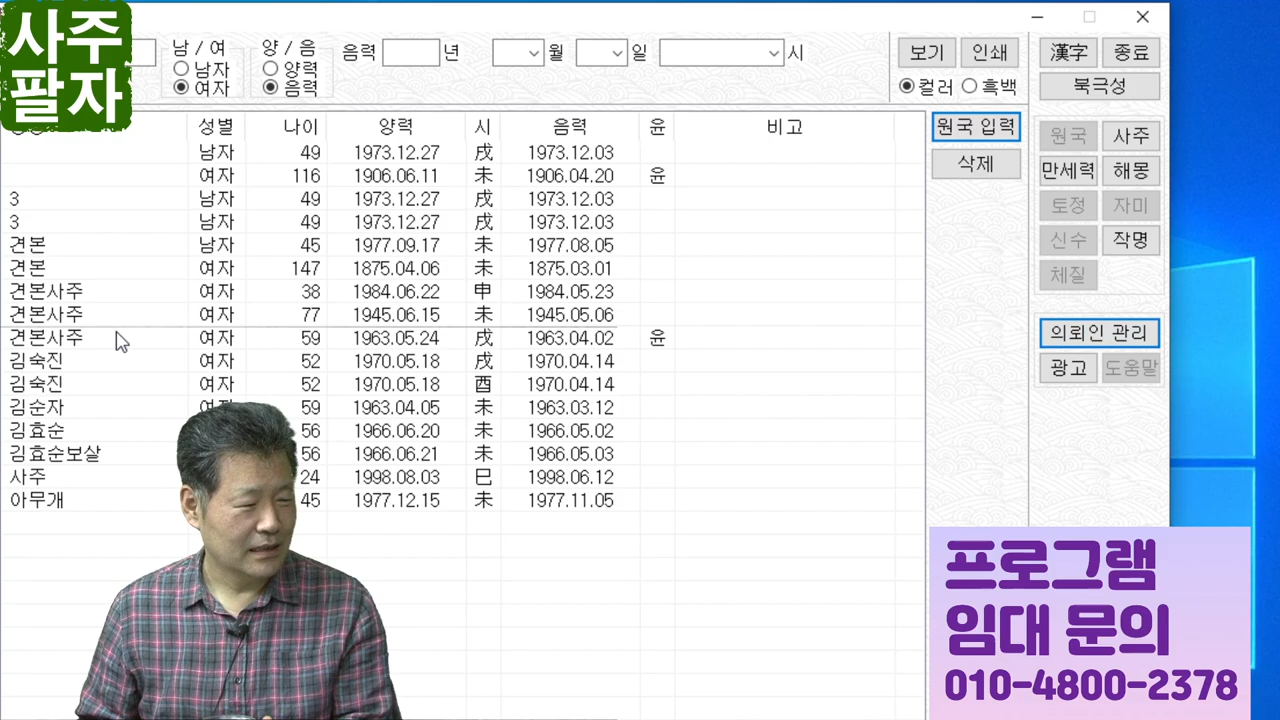 사주
팔자
남 / 여
남자
여자
양 / 음
양력
음력
음력 년 월 일 시
보기 인쇄
컬러 흑백
漢字 종료
북극성
성별 나이 양력 시 음력 윤 비고
남자 49 1973.12.27 戌 1973.12.03
여자 116 1906.06.11 未 1906.04.20 윤
3 남자 49 1973.12.27 戌 1973.12.03
3 남자 49 1973.12.27 戌 1973.12.03
견본 남자 45 1977.09.17 未 1977.08.05
견본 여자 147 1875.04.06 未 1875.03.01
견본사주 여자 38 1984.06.22 申 1984.05.23
견본사주 여자 77 1945.06.15 未 1945.05.06
견본사주 여자 59 1963.05.24 戌 1963.04.02 윤
김숙진 여자 52 1970.05.18 戌 1970.04.14
김숙진 여자 52 1970.05.18 酉 1970.04.14
김순자 59 1963.04.05 未 1963.03.12
김효순 56 1966.06.20 未 1966.05.02
김효순보살 56 1966.06.21 未 1966.05.03
사주 24 1998.08.03 巳 1998.06.12
아무개 45 1977.12.15 未 1977.11.05
원국 입력
삭제
원국 사주
만세력 해몽
토정 자미
신수 작명
체질
의뢰인 관리
광고 도움말
프로그램
임대 문의
010-4800-2378